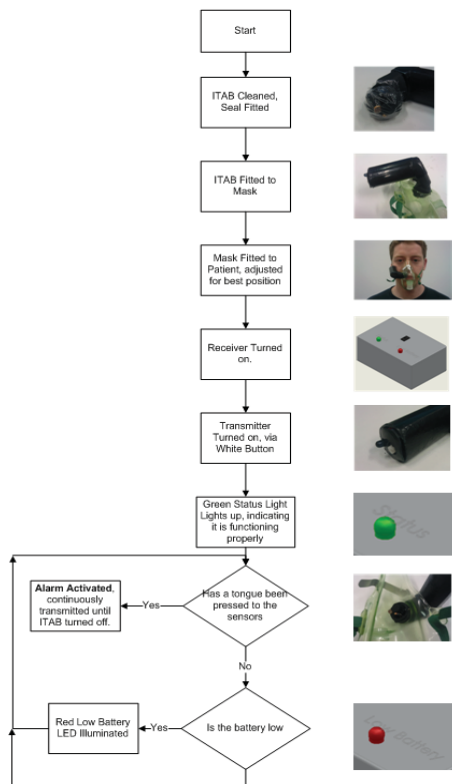 Start
ITAB Cleaned,
Seal Fitted
ITAB Fitted to
Mask
Mask Fitted to
Patient, adjusted
for best position
Receiver Turned
on.
Transmitter
Turned on, via
White Button
Green Status Light
Lights up, indicating
it is functioning
properly
Status
Has a tongue been
pressed to the
sensors
Yes
Alarm Activated,
continuously
transmitted until
ITAB turned off.
No
Is the battery low
Yes
Red Low Battery
LED Illuminated
Low Battery